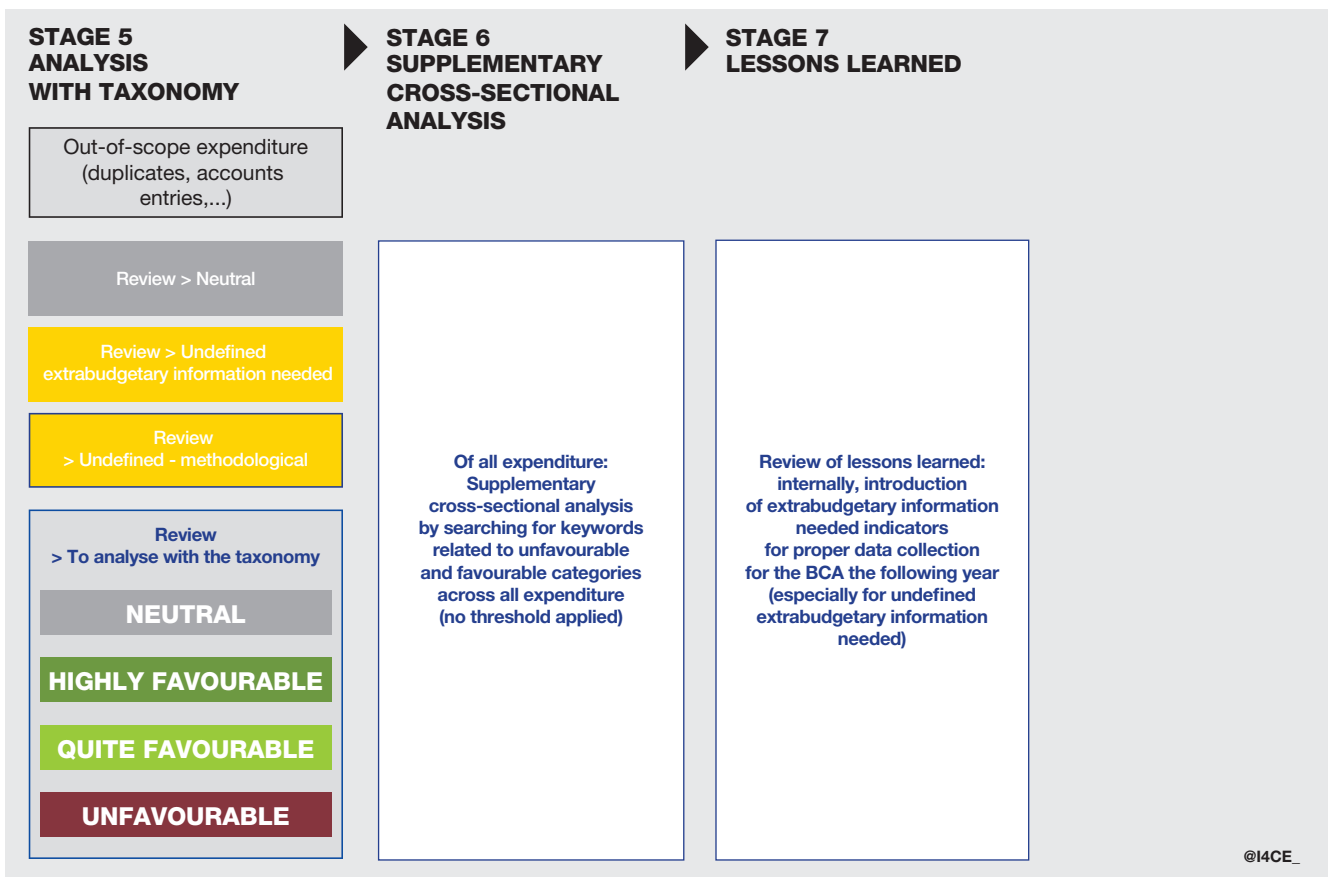 STAGE 5
ANALYSIS
WITH TAXONOMY
Out-of-scope expenditure
(duplicates, accounts
entries,...)
Review > Neutral
Review > Undefined
extrabudgetary information needed
Review
> Undefined - methodological
Review
> To analyse with the taxonomy
NEUTRAL
HIGHLY FAVOURABLE
QUITE FAVOURABLE
UNFAVOURABLE
STAGE 6
SUPPLEMENTARY
CROSS-SECTIONAL
ANALYSIS
Of all expenditure:
Supplementary
cross-sectional analysis
by searching for keywords
related to unfavourable
and favourable categories
across all expenditure
(no threshold applied)
STAGE 7
LESSONS LEARNED
Review of lessons learned:
internally, introduction
of extrabudgetary information
needed indicators
for proper data collection
for the BCA the following year
(especially for undefined
extrabudgetary information
needed)
@I4CE_